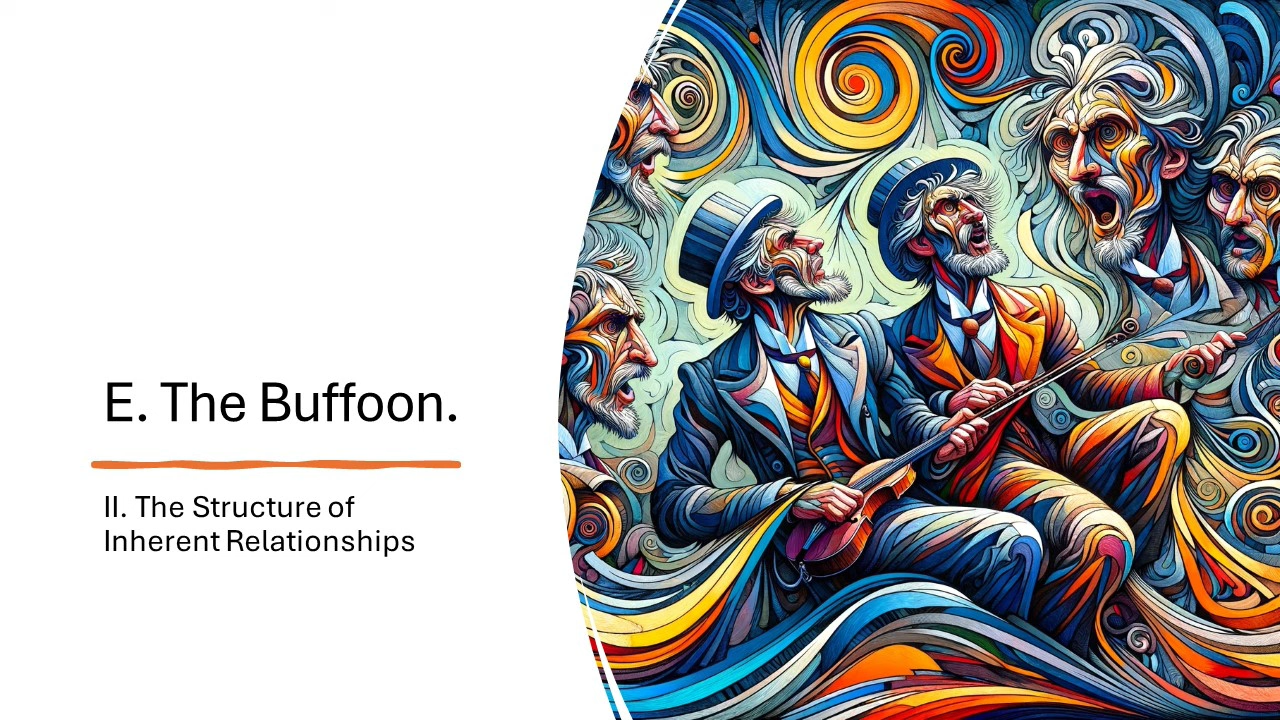 E. The Buffoon.
II. The Structure of
Inherent Relationships